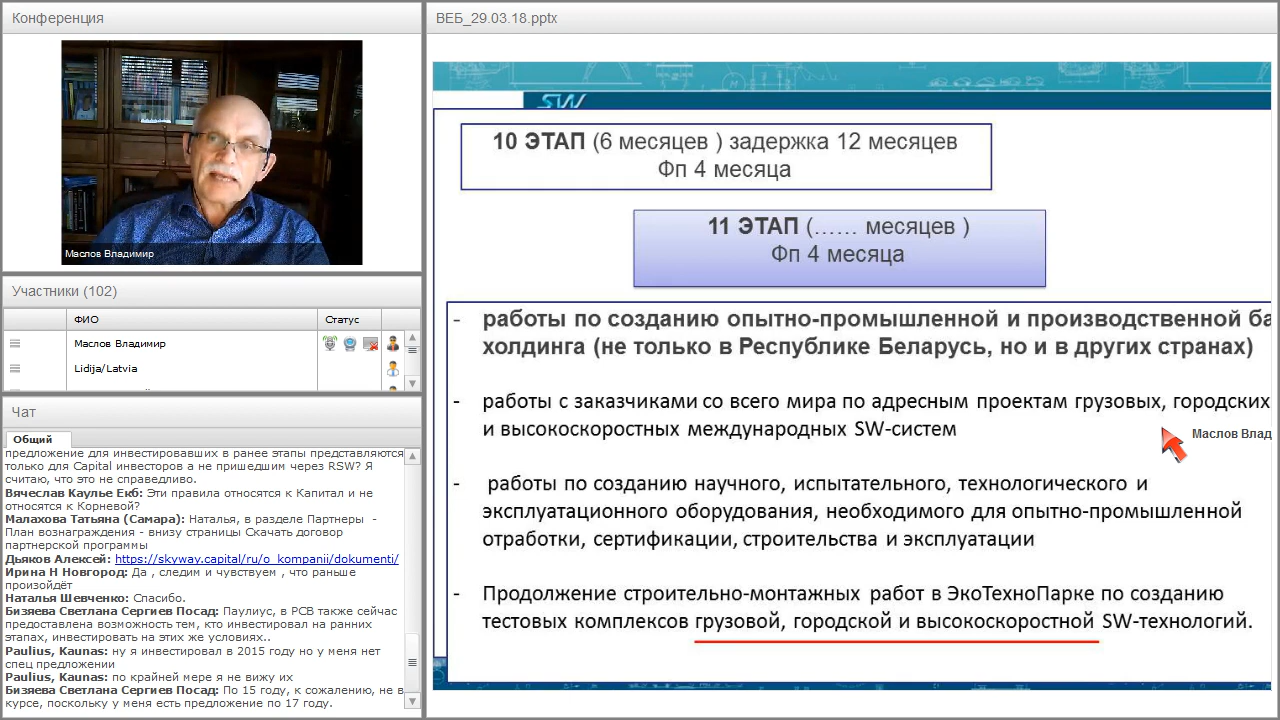 Конференция
Маслов Владимир
Участники (102)
ФИО
Статус
Маслов Владимир
Lidija/Latvia
Чат
Общий
предложение для инвестировавших в ранее этапы представляются
только для Capital инвесторов а не пришедшим через RSW? Я
считаю, что это не справедливо.
Вячеслав Каулье Екб: Эти правила относятся к Капитал и не
относятся к Корневой?
Малахова Татьяна (Самара): Наталья, в разделе Партнеры -
План вознаграждения - внизу страницы Скачать договор
партнерской программы
Дьяков Алексей: https://skyway.capital/ru/o_kompanii/dokumenti/
Ирина Н Новгород: Да , следим и чувствуем , что раньше
произойдёт
Наталья Шевченко: Спасибо.
Бизяева Светлана Сергиев Посад: Паулиус, в РСВ также сейчас
предоставлена возможность тем, кто инвестировал на ранних
этапах, инвестировать на этих же условиях..
Paulius, Kaunas: ну я инвестировал в 2015 году но у меня нет
спец предложении
Paulius, Kaunas: по крайней мере я не вижу их
Бизяева Светлана Сергиев Посад: По 15 году, к сожалению, не в
курсе, поскольку у меня есть предложение по 17 году.
ВЕБ_29.03.18.pptx
SW
10 ЭТАП (6 месяцев ) задержка 12 месяцев
Фп 4 месяца
11 ЭТАП (…… месяцев )
Фп 4 месяца
- работы по созданию опытно-промышленной и производственной ба
холдинга (не только в Республике Беларусь, но и в других странах)
- работы с заказчиками со всего мира по адресным проектам грузовых, городских
и высокоскоростных международных SW-систем
Маслов Влад
- работы по созданию научного, испытательного, технологического и
эксплуатационного оборудования, необходимого для опытно-промышленной
отработки, сертификации, строительства и эксплуатации
- Продолжение строительно-монтажных работ в ЭкоТехноПарке по созданию
тестовых комплексов грузовой, городской и высокоскоростной SW-технологий.